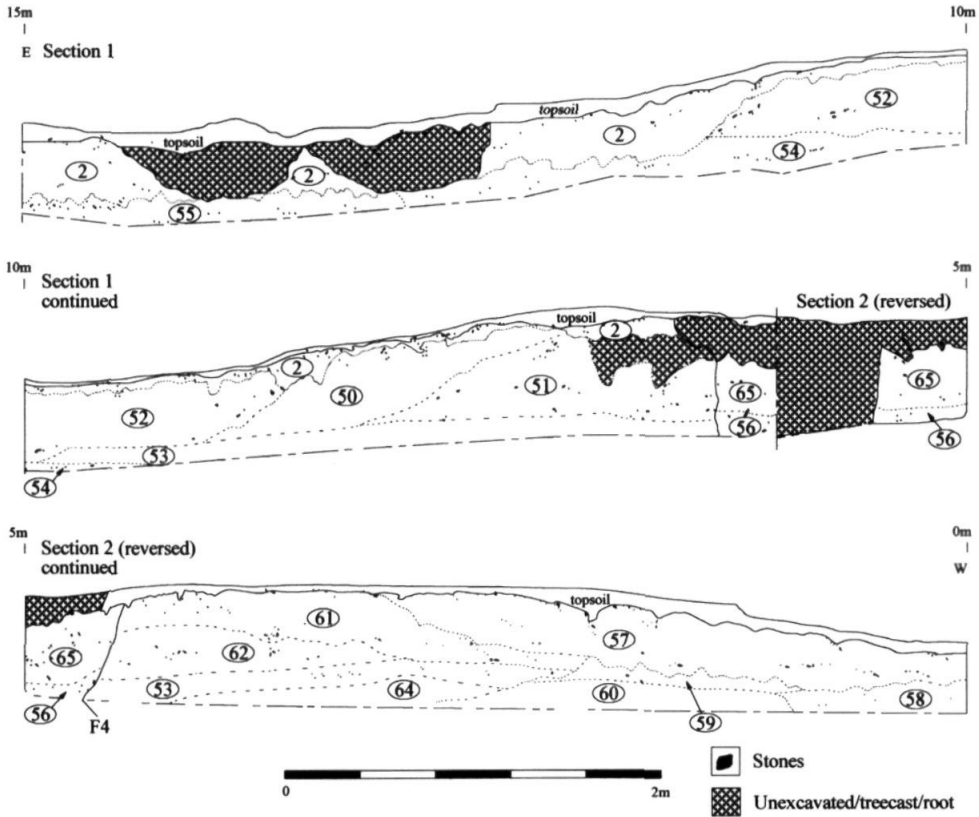 15m 10m
E Section 1
topsoil
52
topsoil 2
2 2 54
55
10m 5m
Section 1
continued
Section 2 (reversed)
topsoil
2
2
50 51 65 65
52
56
53 56
54
5m 0m
Section 2 (reversed)
continued
W
topsoil
61 57
65 62
53 64 60 58
56 59
F4
Stones
0 2m
Unexcavated/treecast/root